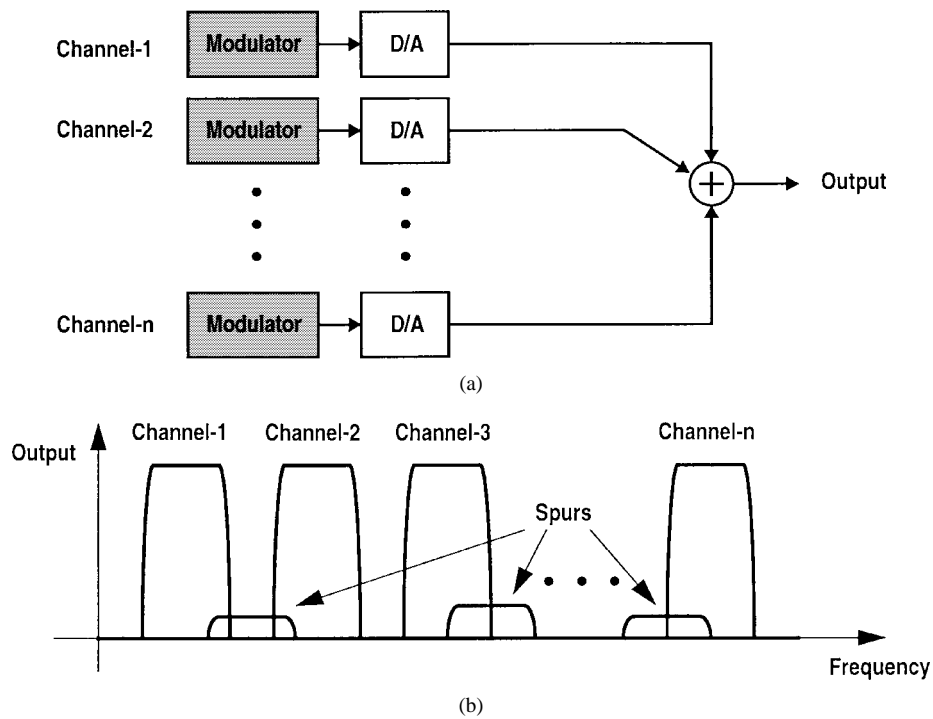 Channel-1 Modulator D/A
Channel-2 Modulator D/A
+ Output
Channel-n Modulator D/A
(a)
Channel-1 Channel-2 Channel-3 Channel-n
Output
Spurs
Frequency
(b)